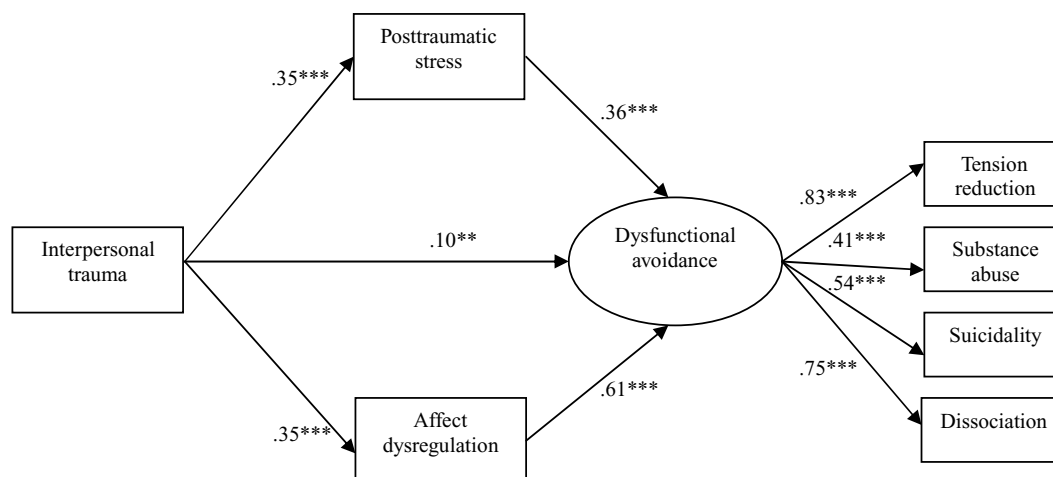 Posttraumatic
stress
.35***
.36***
Tension
reduction
.83***
Interpersonal
trauma
.10**
Dysfunctional
avoidance
.41***
Substance
abuse
.54***
Suicidality
.75***
.61***
Dissociation
.35***
Affect
dysregulation